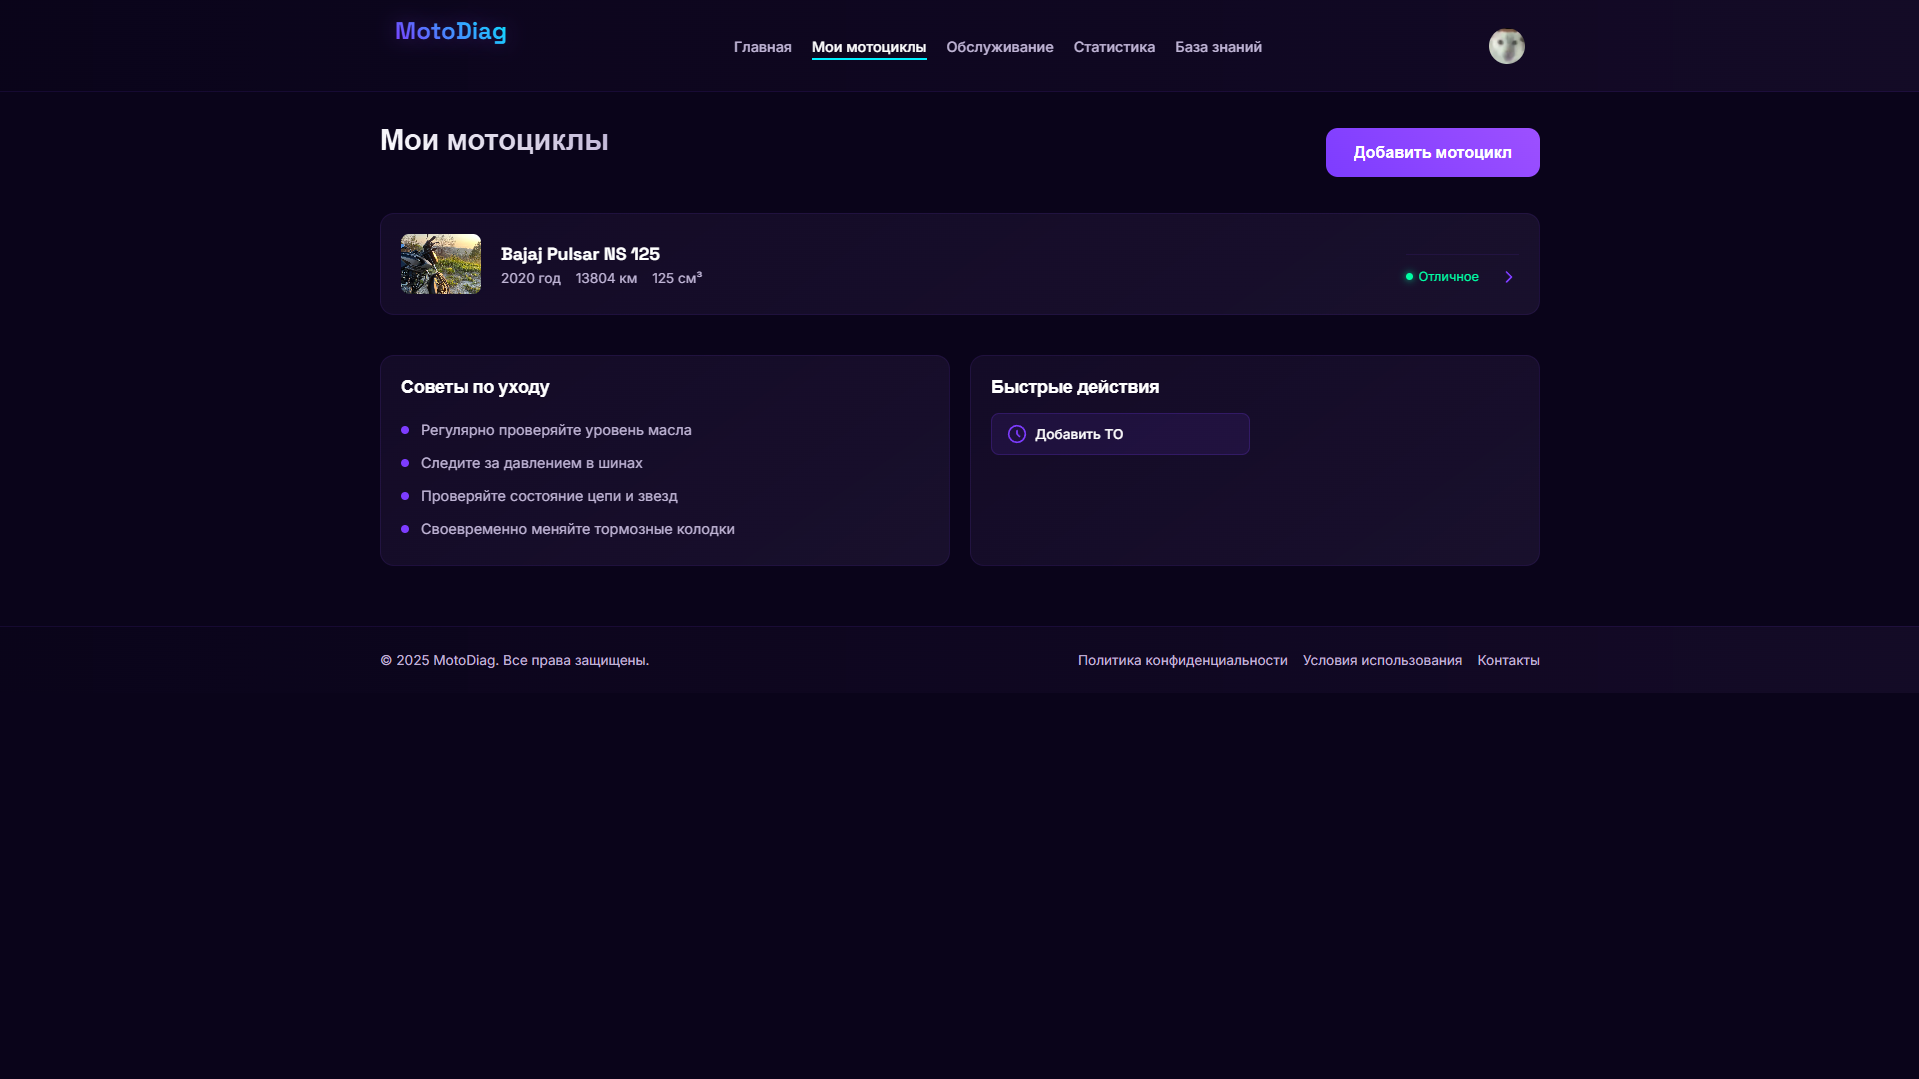 MotoDiag
Главная Мои мотоциклы Обслуживание Статистика База знаний
Мои мотоциклы
Добавить мотоцикл
Bajaj Pulsar NS 125
2020 год 13804 км 125 см³
Отличное
Советы по уходу
Регулярно проверяйте уровень масла
Следите за давлением в шинах
Проверяйте состояние цепи и звезд
Своевременно меняйте тормозные колодки
Быстрые действия
Добавить ТО
© 2025 MotoDiag. Все права защищены.
Политика конфиденциальности Условия использования Контакты